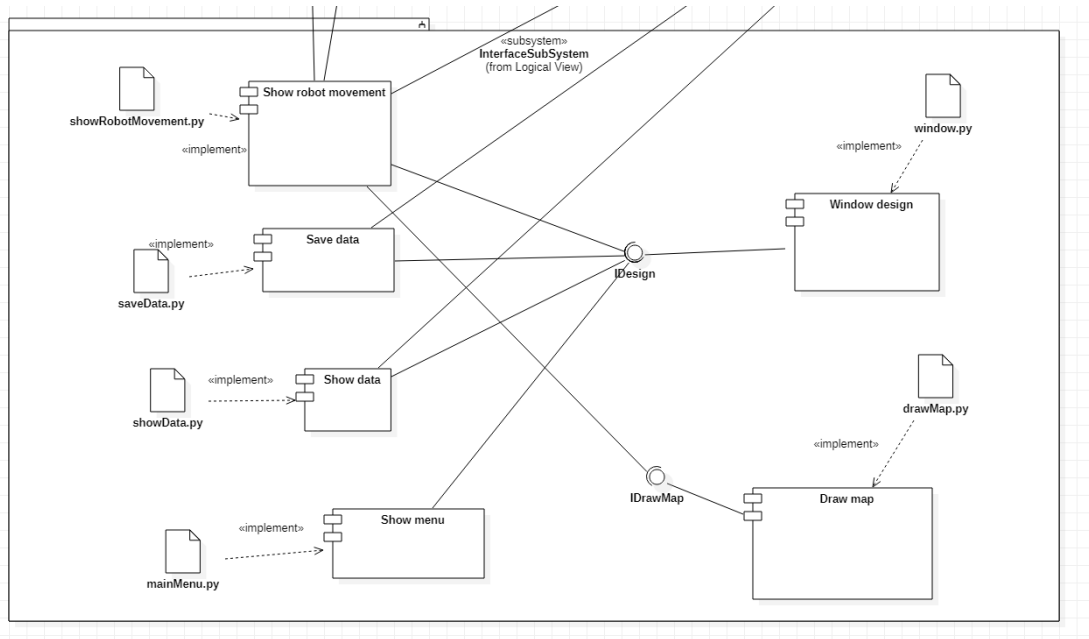 «subsystem»
InterfaceSubSystem
(from Logical View)
Show robot movement
showRobotMovement.py
«implement»
window.py
«implement»
Window design
Save data
«implement»
saveData.py
IDesign
Show data
«implement»
showData.py
drawMap.py
«implement»
IDrawMap
Draw map
Show menu
«implement»
mainMenu.py